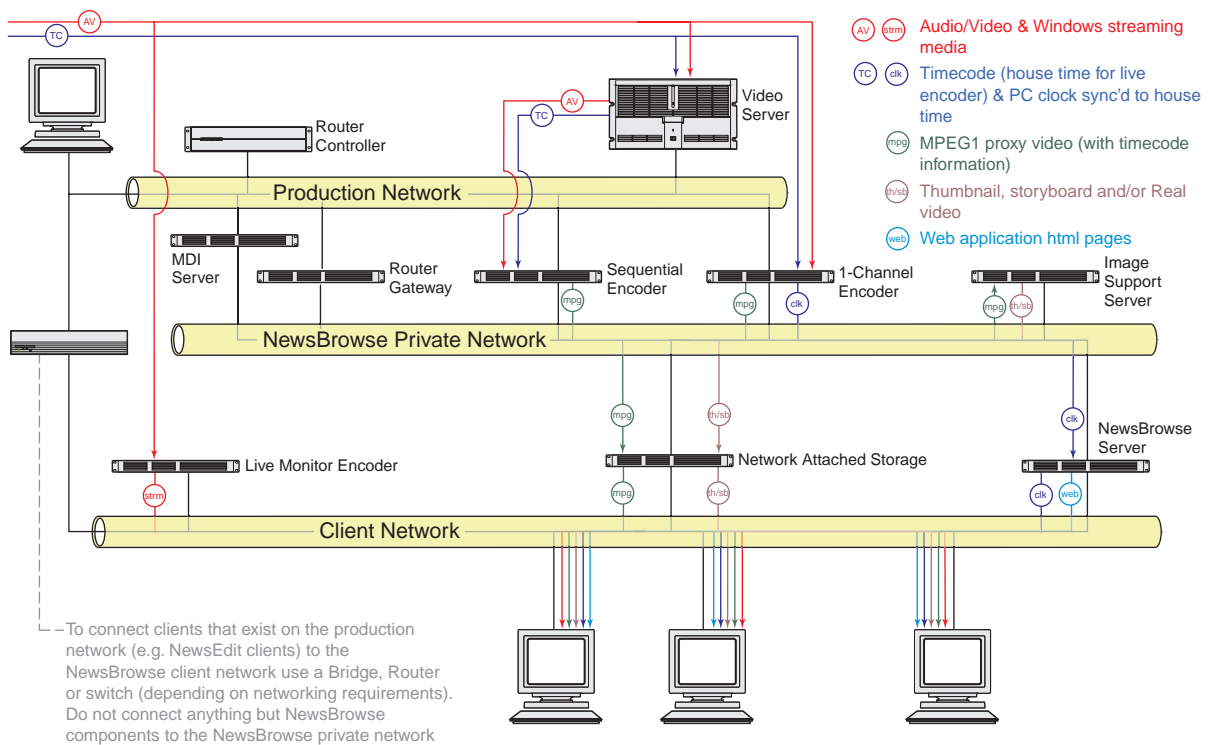 AV
TC
AV
strm
Audio/Video & Windows streaming
media
TC
clk
Timecode (house time for live
encoder) & PC clock sync'd to house
time
mpg
MPEG1 proxy video (with timecode
information)
th/sb
Thumbnail, storyboard and/or Real
video
web
Web application html pages
Video
Server
AV
TC
Router
Controller
Production Network
MDI
Server
Router
Gateway
Sequential
Encoder
1-Channel
Encoder
Image
Support
Server
mpg
mpg
clk
mpg
th/sb
NewsBrowse Private Network
mpg
th/sb
clk
NewsBrowse
Server
Live Monitor Encoder
Network Attached Storage
strm
mpg
th/sb
clk
web
Client Network
To connect clients that exist on the production
network (e.g. NewsEdit clients) to the
NewsBrowse client network use a Bridge, Router
or switch (depending on networking requirements).
Do not connect anything but NewsBrowse
components to the NewsBrowse private network